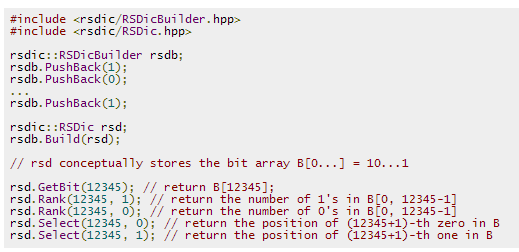 #include <rsdic/RSDicBuilder.hpp>
#include <rsdic/RSDic.hpp>
rsdic::RSDicBuilder rsdb;
rsdb.PushBack(1);
rsdb.PushBack(0);
...
rsdb.PushBack(1);
rsdic::RSDic rsd;
rsdb.Build(rsd);
// rsd conceptually stores the bit array B[0...] = 10...1
rsd.GetBit(12345); // return B[12345];
rsd.Rank(12345, 1); // return the number of 1's in B[0, 12345-1]
rsd.Rank(12345, 0); // return the number of 0's in B[0, 12345-1]
rsd.Select(12345, 0); // return the position of (12345+1)-th zero in B
rsd.Select(12345, 1); // return the position of (12345+1)-th one in B